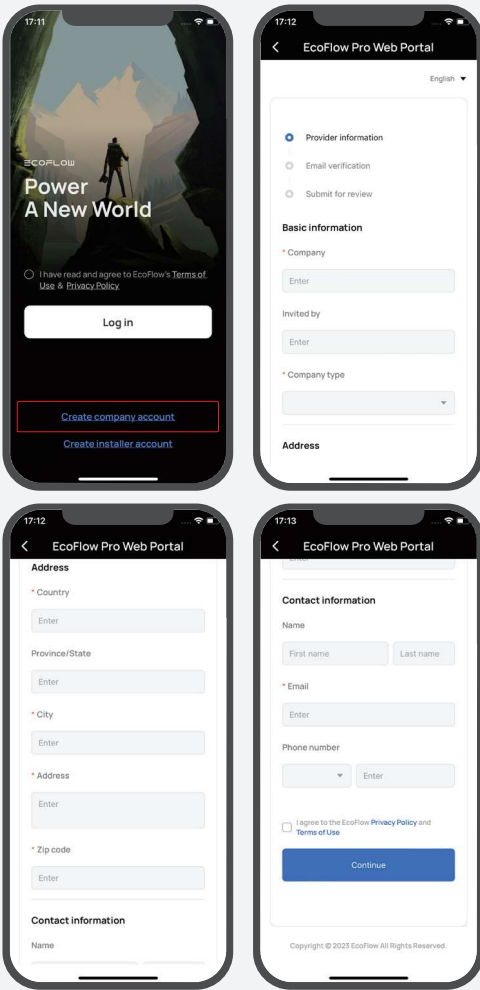 17:11
ECOFLOW
Power
A New World
I have read and agree to EcoFlow's Terms of
Use & Privacy Policy
Log in
Create company account
Create installer account
17:12
EcoFlow Pro Web Portal
English
Provider information
Email verification
Submit for review
Basic information
* Company
Enter
Invited by
Enter
* Company type
Address
17:12
EcoFlow Pro Web Portal
Address
* Country
Enter
Province/State
Enter
* City
Enter
* Address
Enter
* Zip code
Enter
Contact information
Name
17:13
EcoFlow Pro Web Portal
Contact information
Name
First name Last name
* Email
Enter
Phone number
Enter
I agree to the EcoFlow Privacy Policy and
Terms of Use
Continue
Copyright © 2023 EcoFlow All Rights Reserved.